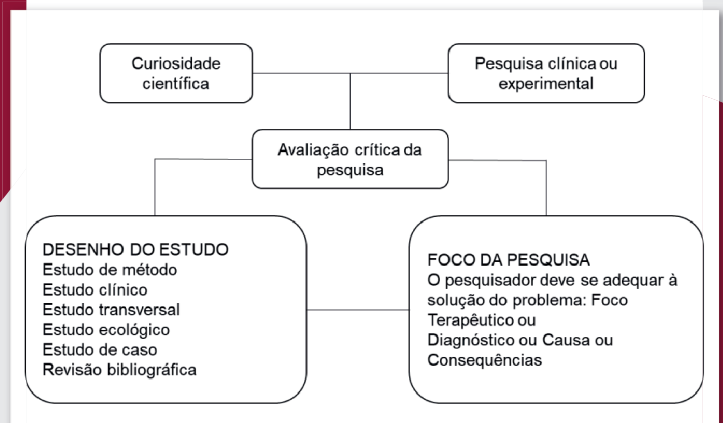 Curiosidade
científica
Pesquisa clínica ou
experimental
Avaliação crítica da
pesquisa
DESENHO DO ESTUDO
Estudo de método
Estudo clínico
Estudo transversal
Estudo ecológico
Estudo de caso
Revisão bibliográfica
FOCO DA PESQUISA
O pesquisador deve se adequar à
solução do problema: Foco
Terapêutico ou
Diagnóstico ou Causa ou
Consequências